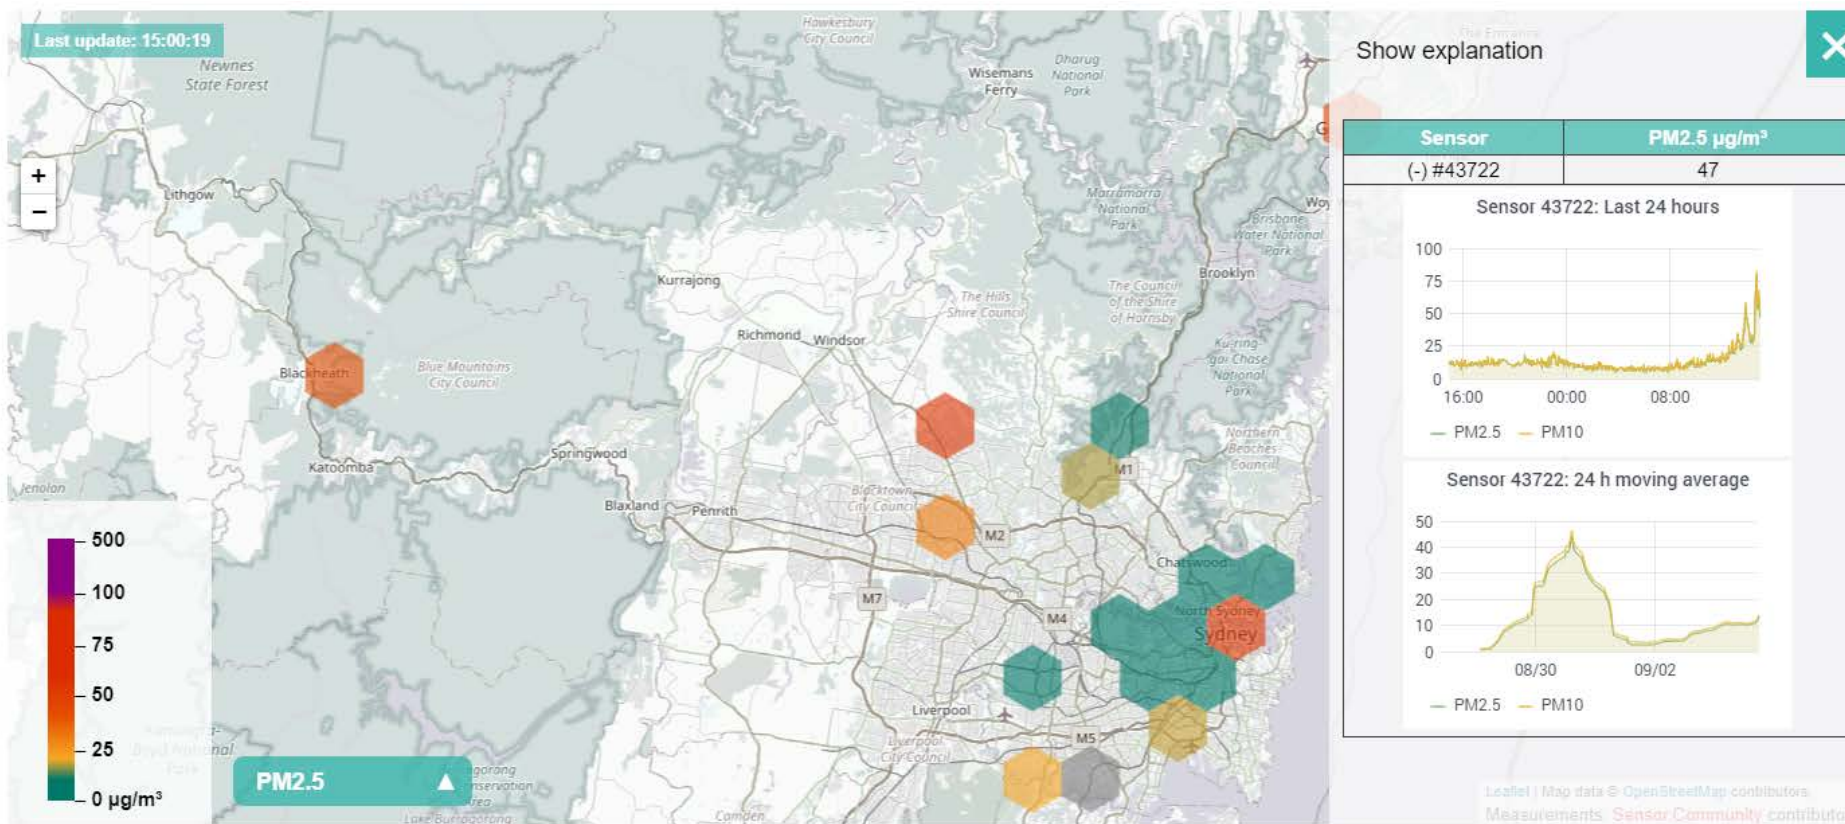 Last update: 15:00:19
+
−
Newnes
State Forest
Hawkesbury
City Council
Wisemans
Ferry
Dharug
National
Park
Lithgow
Marramarra
National
Park
Brisbane
Water National
Park
Woy
Brooklyn
Kurrajong
The Hills
Shire Council
The Council
of the Shire
of Hornsby
Richmond
Windsor
Ku-ring-
gai Chase
National
Park
Blackheath
Blue Mountains
City Council
Northern
Beaches
Council
Katoomba
Springwood
M1
Jenolan
Blaxland
Penrith
Blacktown
City Council
M2
Chatswood
M7
M4
North Sydney
Sydney
Liverpool
M5
Liverpool
City Council
Camden
500
100
75
50
25
0 µg/m³
PM2.5 ▲
The Entrance
Show explanation
G
Sensor PM2.5 µg/m³
(-) #43722 47
Sensor 43722: Last 24 hours
100
75
50
25
0
16:00 00:00 08:00
PM2.5 PM10
Sensor 43722: 24 h moving average
50
40
30
20
10
0
08/30 09/02
PM2.5 PM10
Leaflet | Map data © OpenStreetMap contributors.
Measurements: Sensor.Community